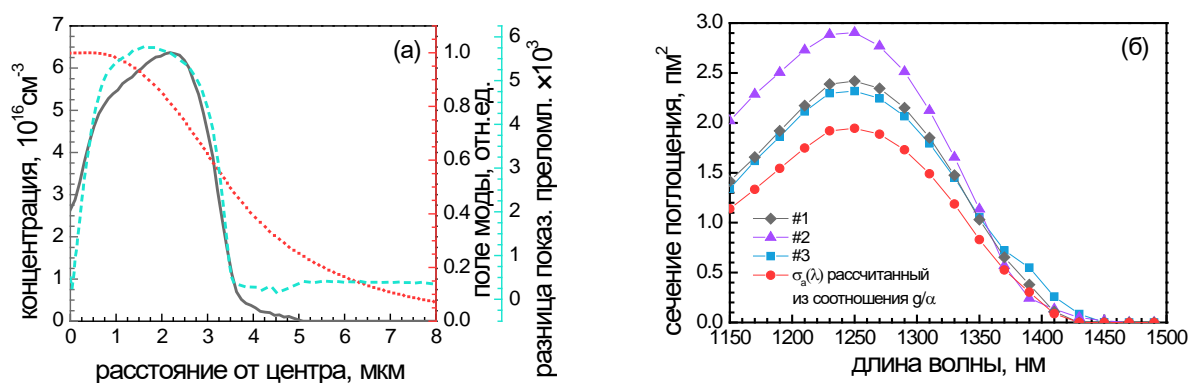 (а)
концентрация, 10¹⁶см⁻³
7
6
5
4
3
2
1
0
0 1 2 3 4 5 6 7 8
расстояние от центра, мкм
1.0
0.8
0.6
0.4
0.2
0.0
поле моды, отн.ед.
6
5
3
2
0
разница показ. преломп. ×10³
(б)
сечение поглощения, пм²
3.0
2.5
2.0
1.5
1.0
0.5
0.0
#1
#2
#3
σₐ(λ) рассчитанный
из соотношения g/α
1150 1200 1250 1300 1350 1400 1450 1500
длина волны, нм